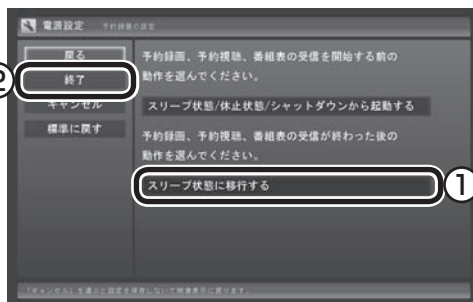 電源設定 予約録画の設定
戻る
終了
キャンセル
標準に戻す
予約録画、予約視聴、番組表の受信を開始する前の
動作を選んでください。
スリープ状態/休止状態/シャットダウンから起動する
予約録画、予約視聴、番組表の受信が終わった後の
動作を選んでください。
スリープ状態に移行する
②
①
「キャンセル」を選ぶと設定を保存しないで映像表示に戻ります。